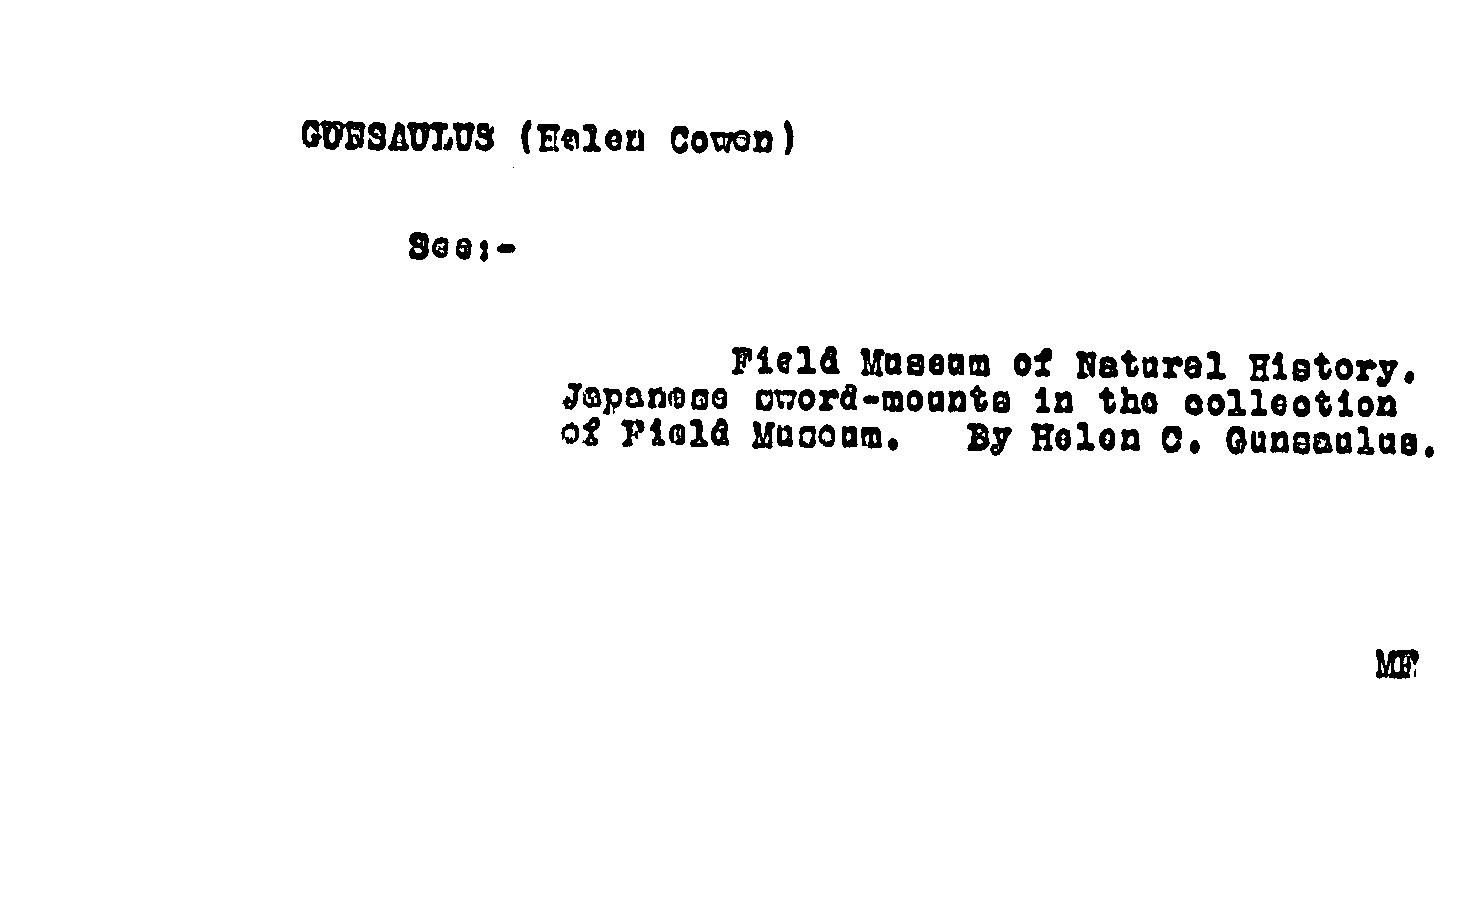 GUNSAULUS (Helen Cowen)
See:-
Field Museum of Natural History.
Japanese sword-mounts in the collection
of Field Museum. By Helen C. Gunsaulus.
MF